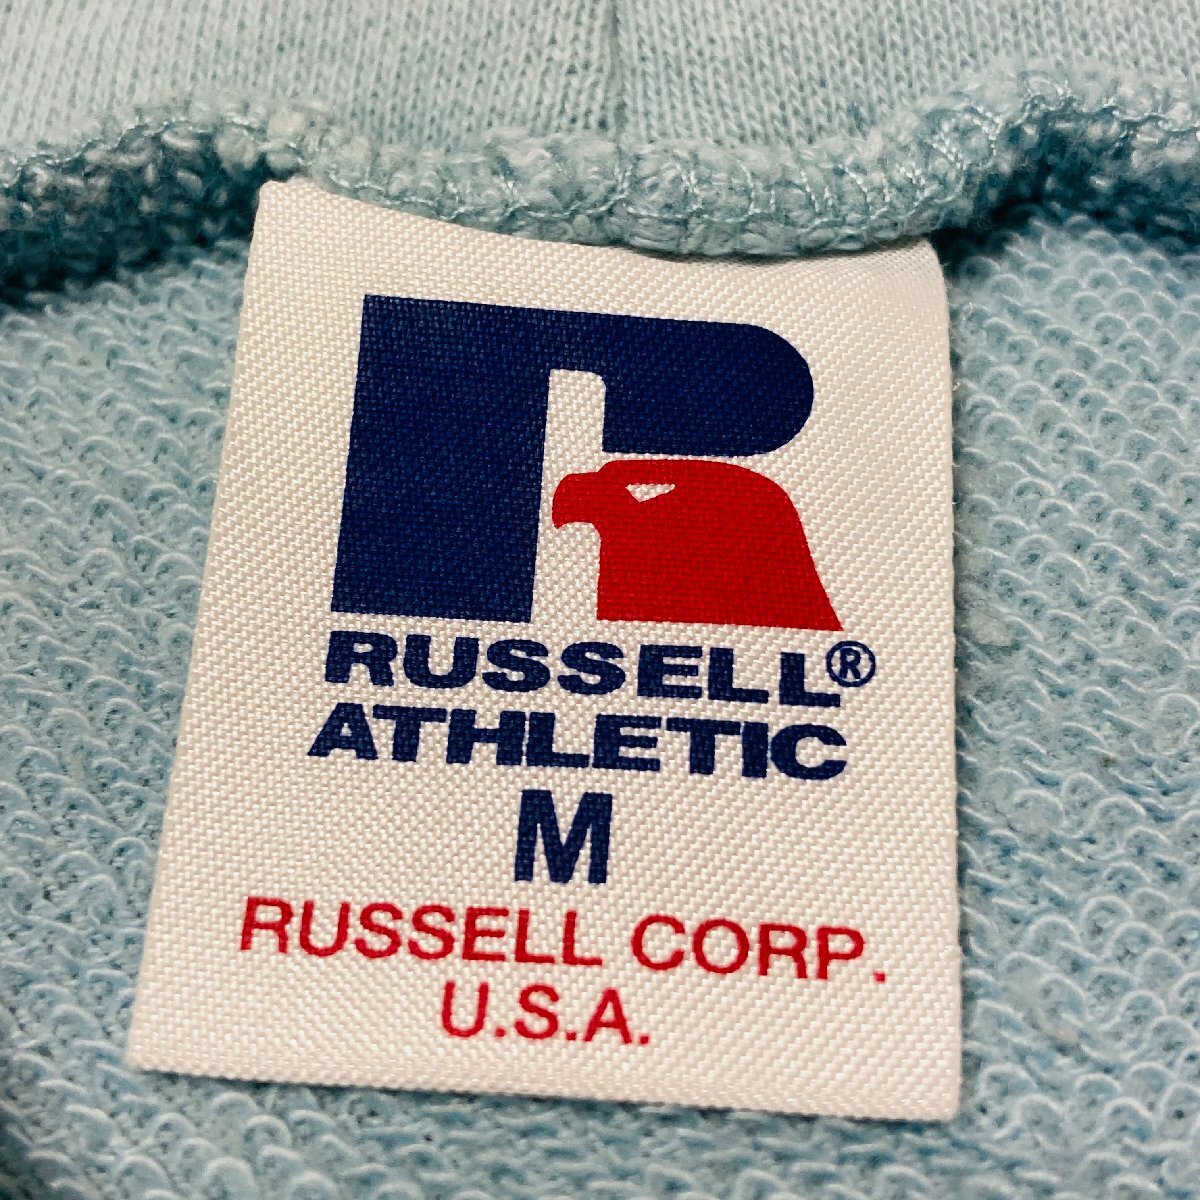 R
RUSSELL®
ATHLETIC
M
RUSSELL CORP.
U.S.A.